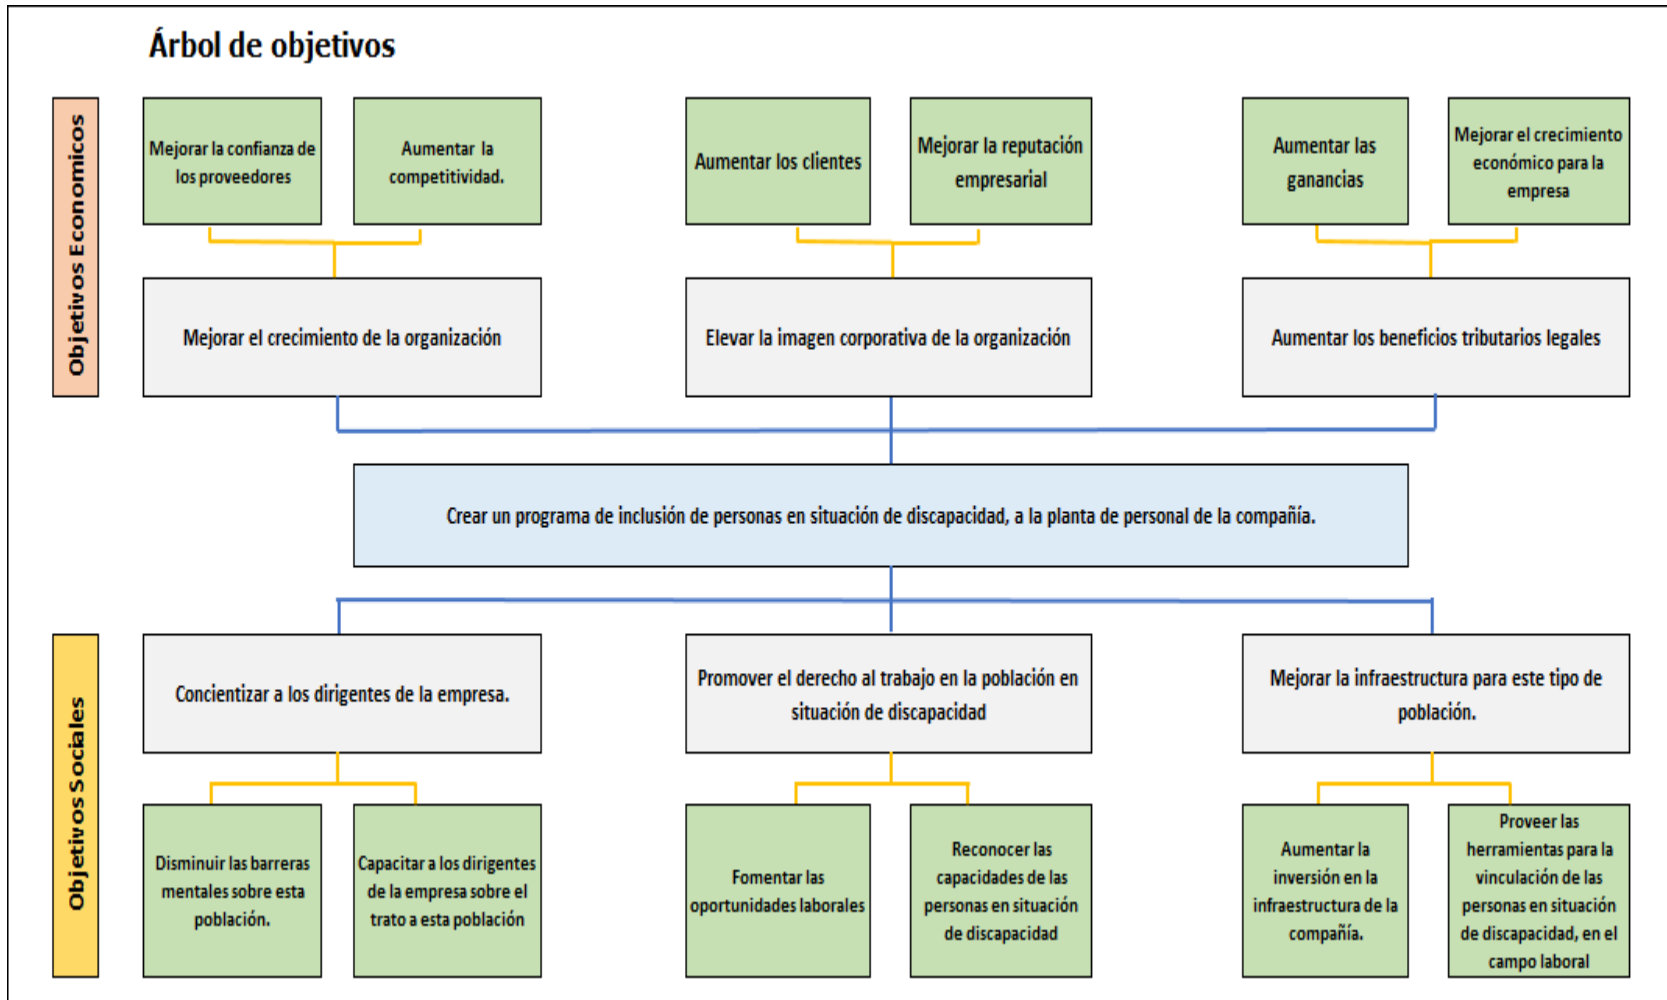 Árbol de objetivos
Objetivos Economicos
Mejorar la confianza de
los proveedores
Aumentar la
competitividad.
Aumentar los clientes
Mejorar la reputación
empresarial
Aumentar las
ganancias
Mejorar el crecimiento
económico para la
empresa
Mejorar el crecimiento de la organización
Elevar la imagen corporativa de la organización
Aumentar los beneficios tributarios legales
Crear un programa de inclusión de personas en situación de discapacidad, a la planta de personal de la compañía.
Objetivos Sociales
Concientizar a los dirigentes de la empresa.
Promover el derecho al trabajo en la población en
situación de discapacidad
Mejorar la infraestructura para este tipo de
población.
Disminuir las barreras
mentales sobre esta
población.
Capacitar a los dirigentes
de la empresa sobre el
trato a esta población
Fomentar las
oportunidades laborales
Reconocer las
capacidades de las
personas en situación
de discapacidad
Aumentar la
inversión en la
infraestructura de la
compañía.
Proveer las
herramientas para la
vinculación de las
personas en situación
de discapacidad, en el
campo laboral